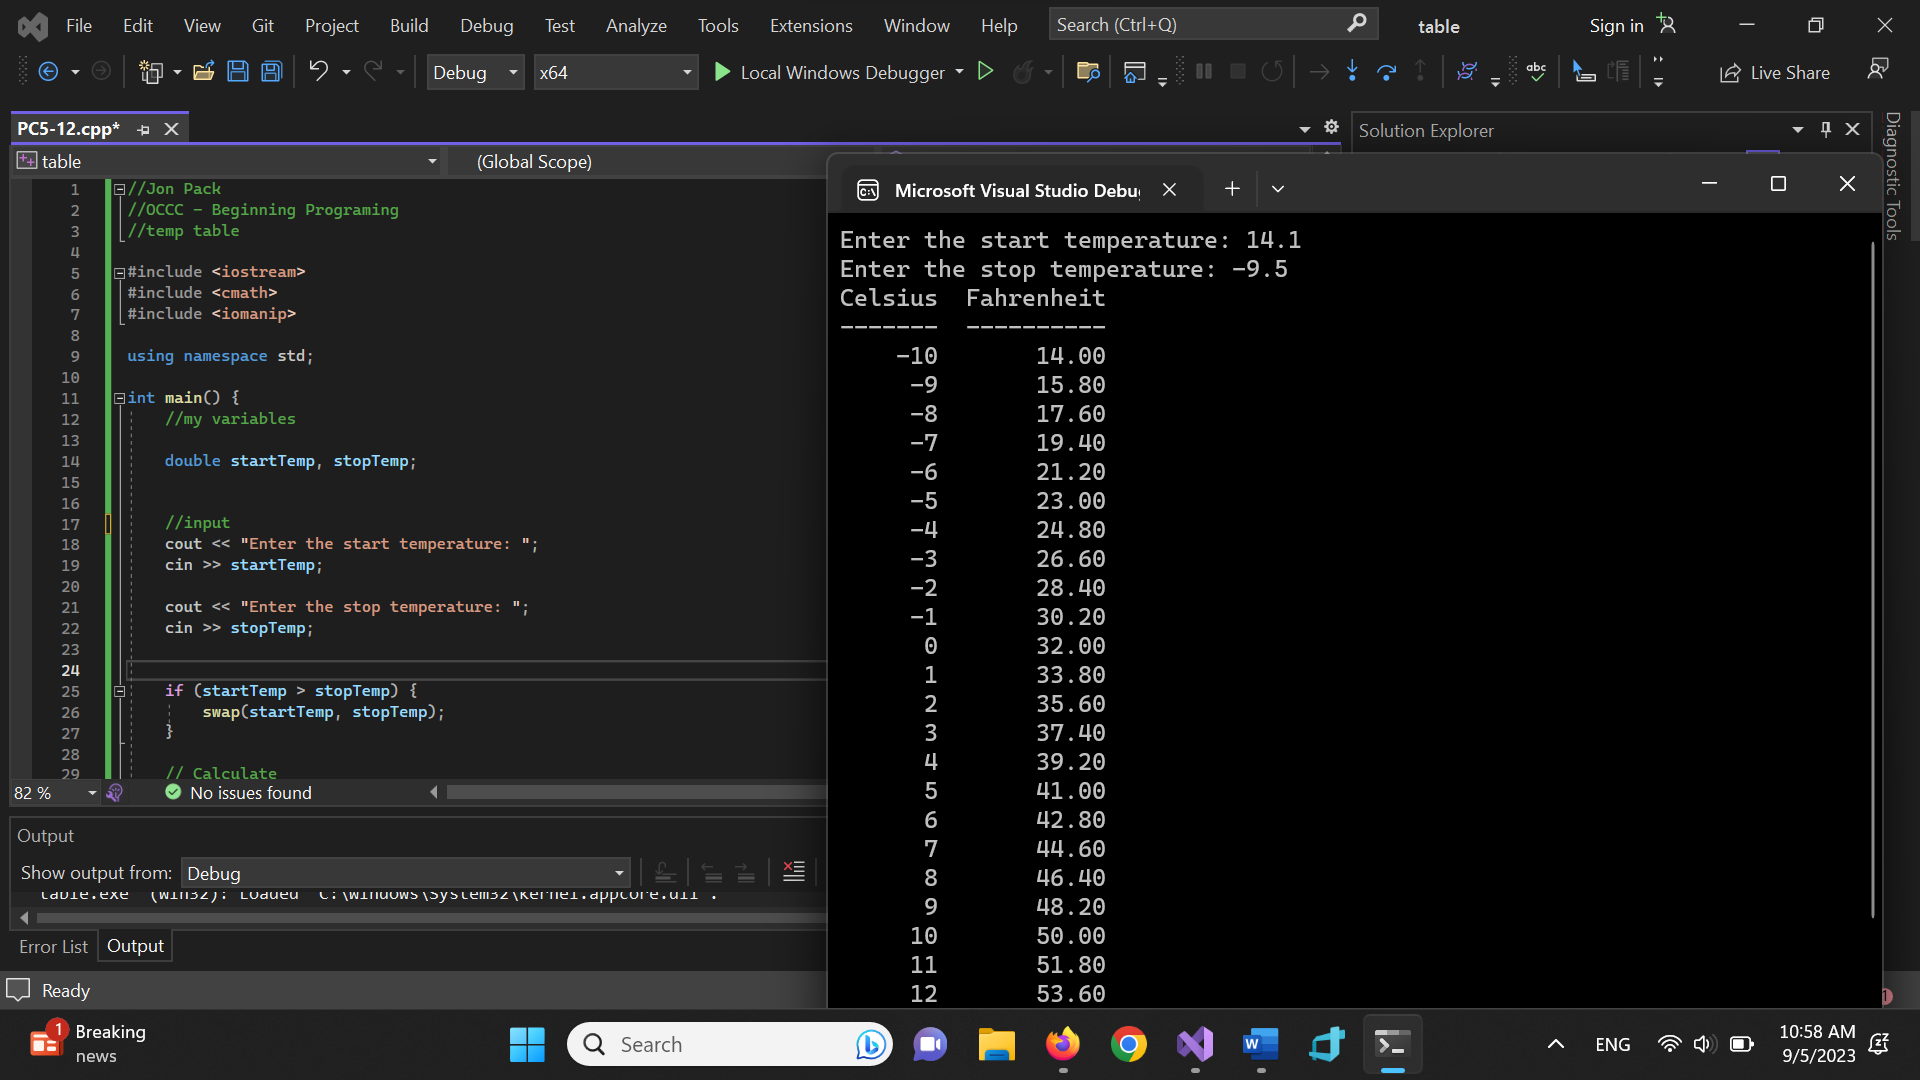 File Edit View Git Project Build Debug Test Analyze Tools Extensions Window Help Search (Ctrl+Q) table Sign in
Debug x64 Local Windows Debugger abc Live Share
PC5-12.cpp*
table (Global Scope)
1 //Jon Pack
2 //OCCC - Beginning Programing
3 //temp table
4
5 #include <iostream>
6 #include <cmath>
7 #include <iomanip>
8
9 using namespace std;
10
11 int main() {
12 //my variables
13
14 double startTemp, stopTemp;
15
16
17 //input
18 cout << "Enter the start temperature: ";
19 cin >> startTemp;
20
21 cout << "Enter the stop temperature: ";
22 cin >> stopTemp;
23
24
25 if (startTemp > stopTemp) {
26 swap(startTemp, stopTemp);
27 }
28
29 // Calculate
82 % No issues found
Output
Show output from: Debug
table.exe' (Win32): Loaded 'C:\Windows\System32\kernel.appcore.dll'.
Error List Output
Ready
Solution Explorer
Diagnostic Tools
C:\ Microsoft Visual Studio Debu
Enter the start temperature: 14.1
Enter the stop temperature: -9.5
Celsius Fahrenheit
------- ----------
-10 14.00
-9 15.80
-8 17.60
-7 19.40
-6 21.20
-5 23.00
-4 24.80
-3 26.60
-2 28.40
-1 30.20
0 32.00
1 33.80
2 35.60
3 37.40
4 39.20
5 41.00
6 42.80
7 44.60
8 46.40
9 48.20
10 50.00
11 51.80
12 53.60
1
1 Breaking
news
Search
W
ENG
10:58 AM
9/5/2023